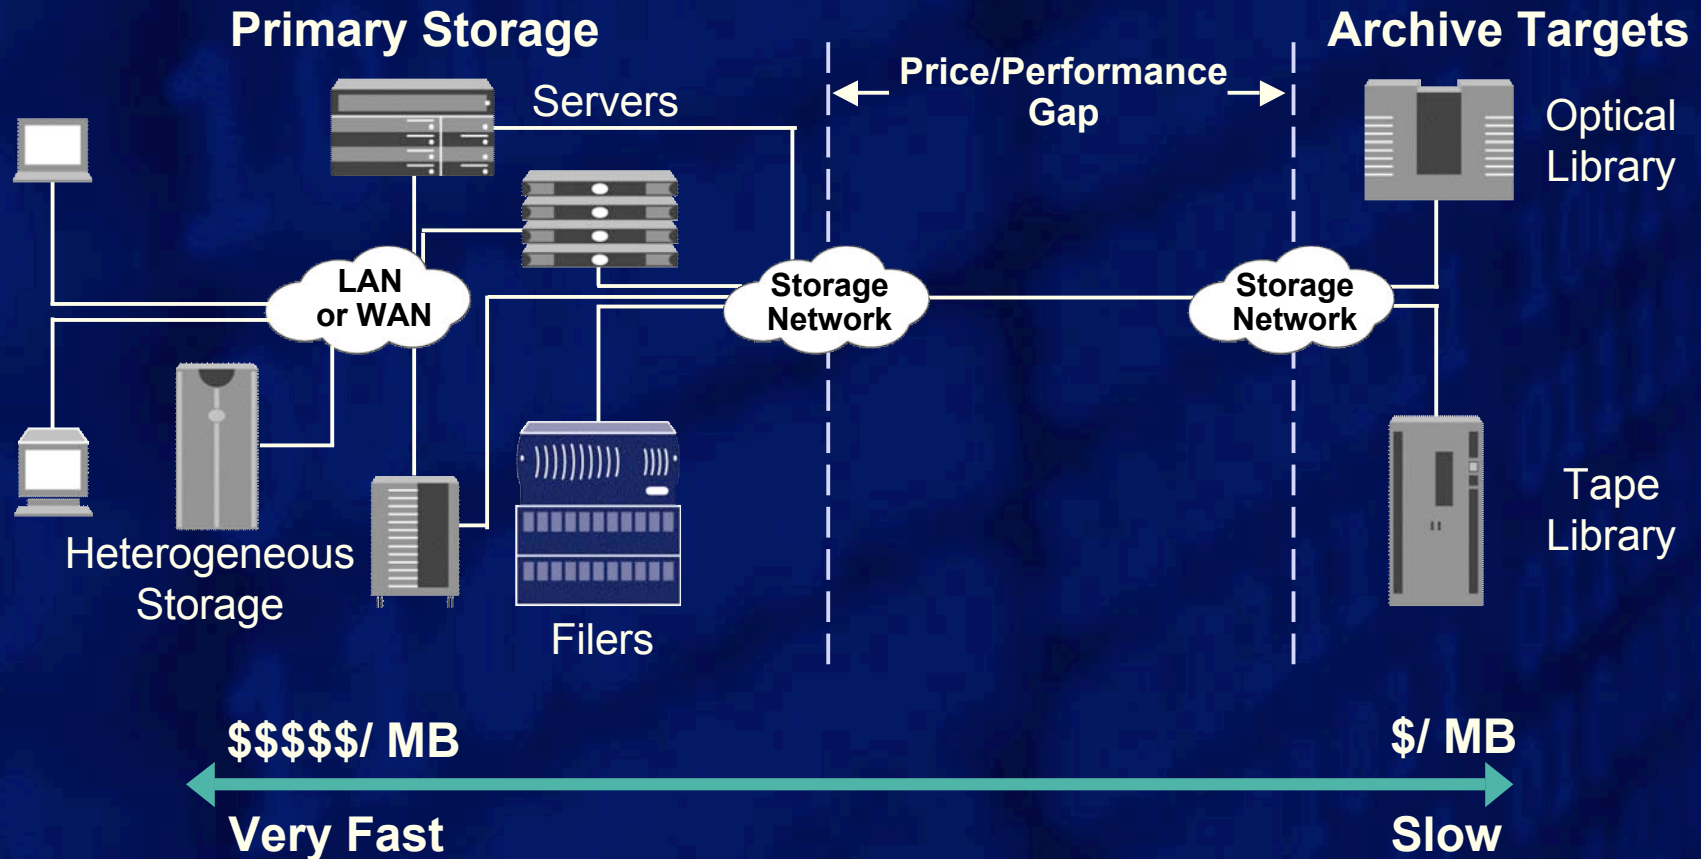 Primary Storage
Archive Targets
Price/Performance
Gap
Servers
Optical
Library
LAN
or WAN
Storage
Network
Storage
Network
Heterogeneous
Storage
Filers
Tape
Library
$$$$$/ MB
$/ MB
Very Fast
Slow